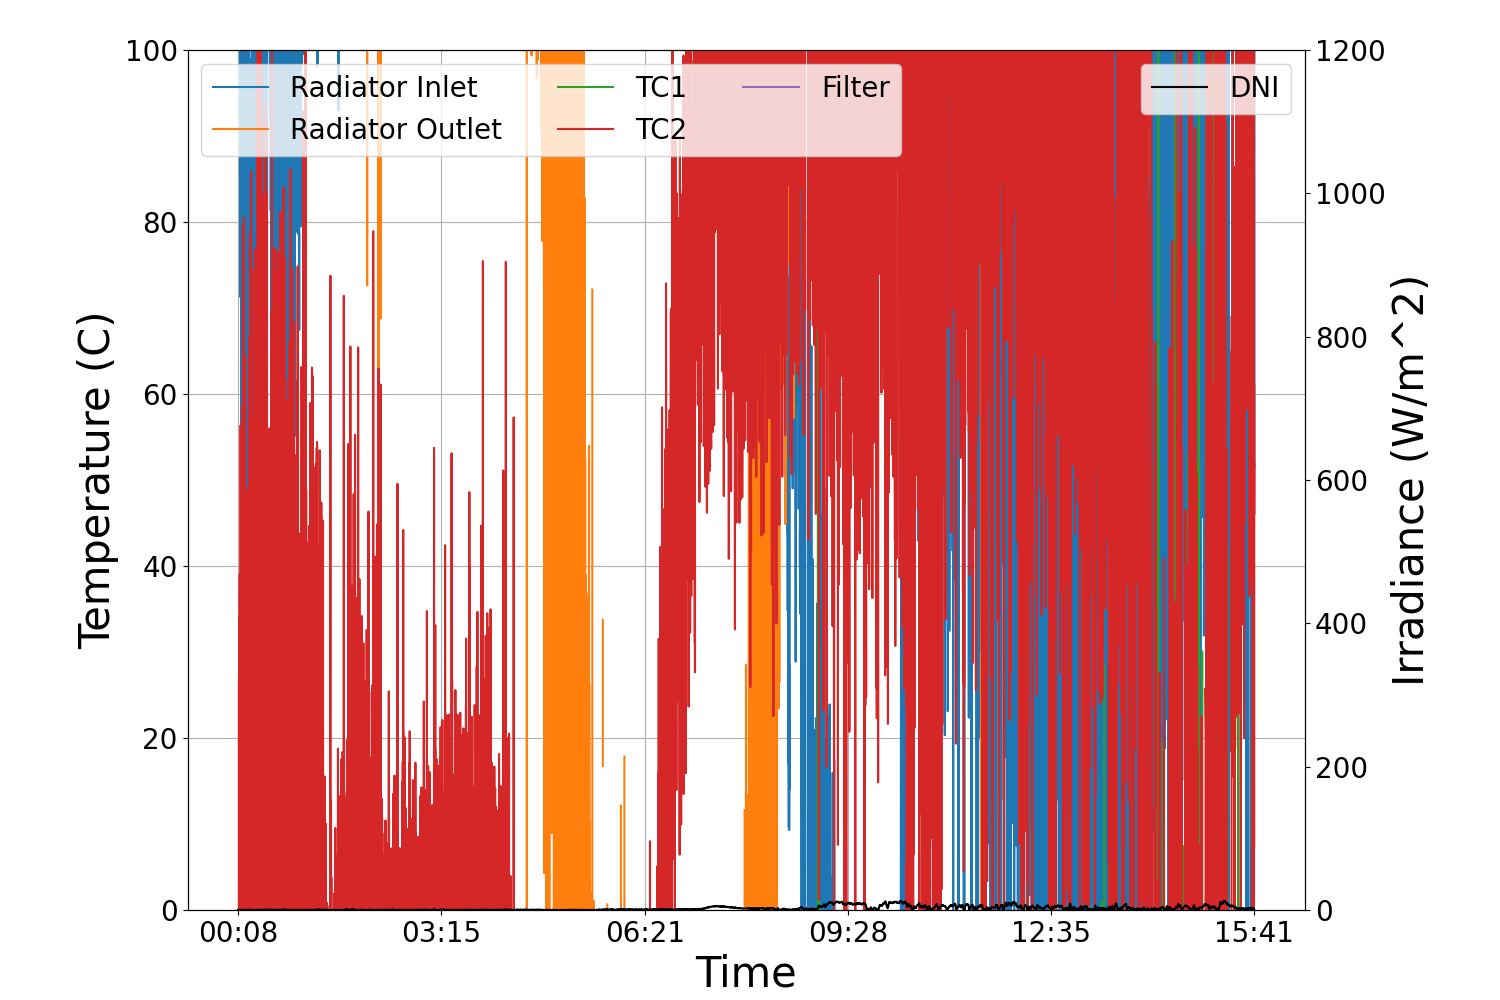 100
80
60
40
20
0
Temperature (C)
Radiator Inlet
Radiator Outlet
TC1
TC2
Filter
DNI
1200
1000
800
600
400
200
0
Irradiance (W/m^2)
00:08
03:15
06:21
09:28
12:35
15:41
Time